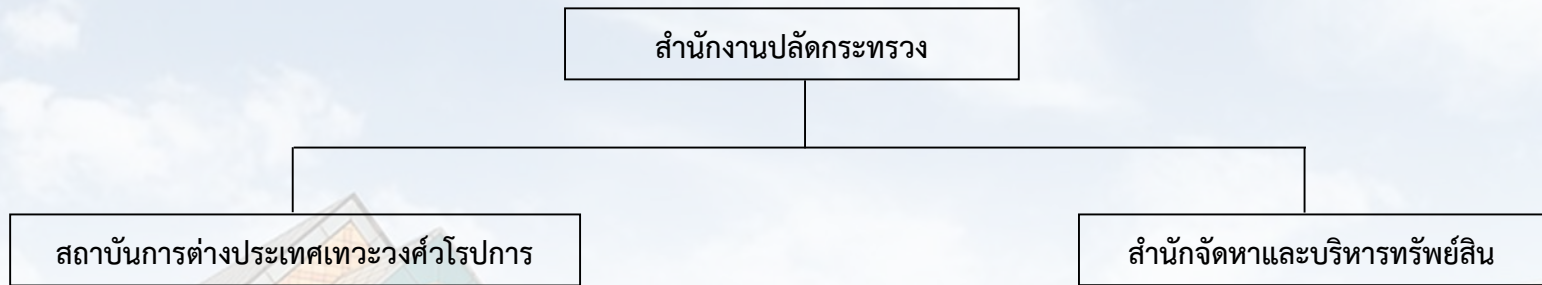 สำนักงานปลัดกระทรวง
สถาบันการต่างประเทศเทวะวงศ์วโรปการ
สำนักจัดหาและบริหารทรัพย์สิน